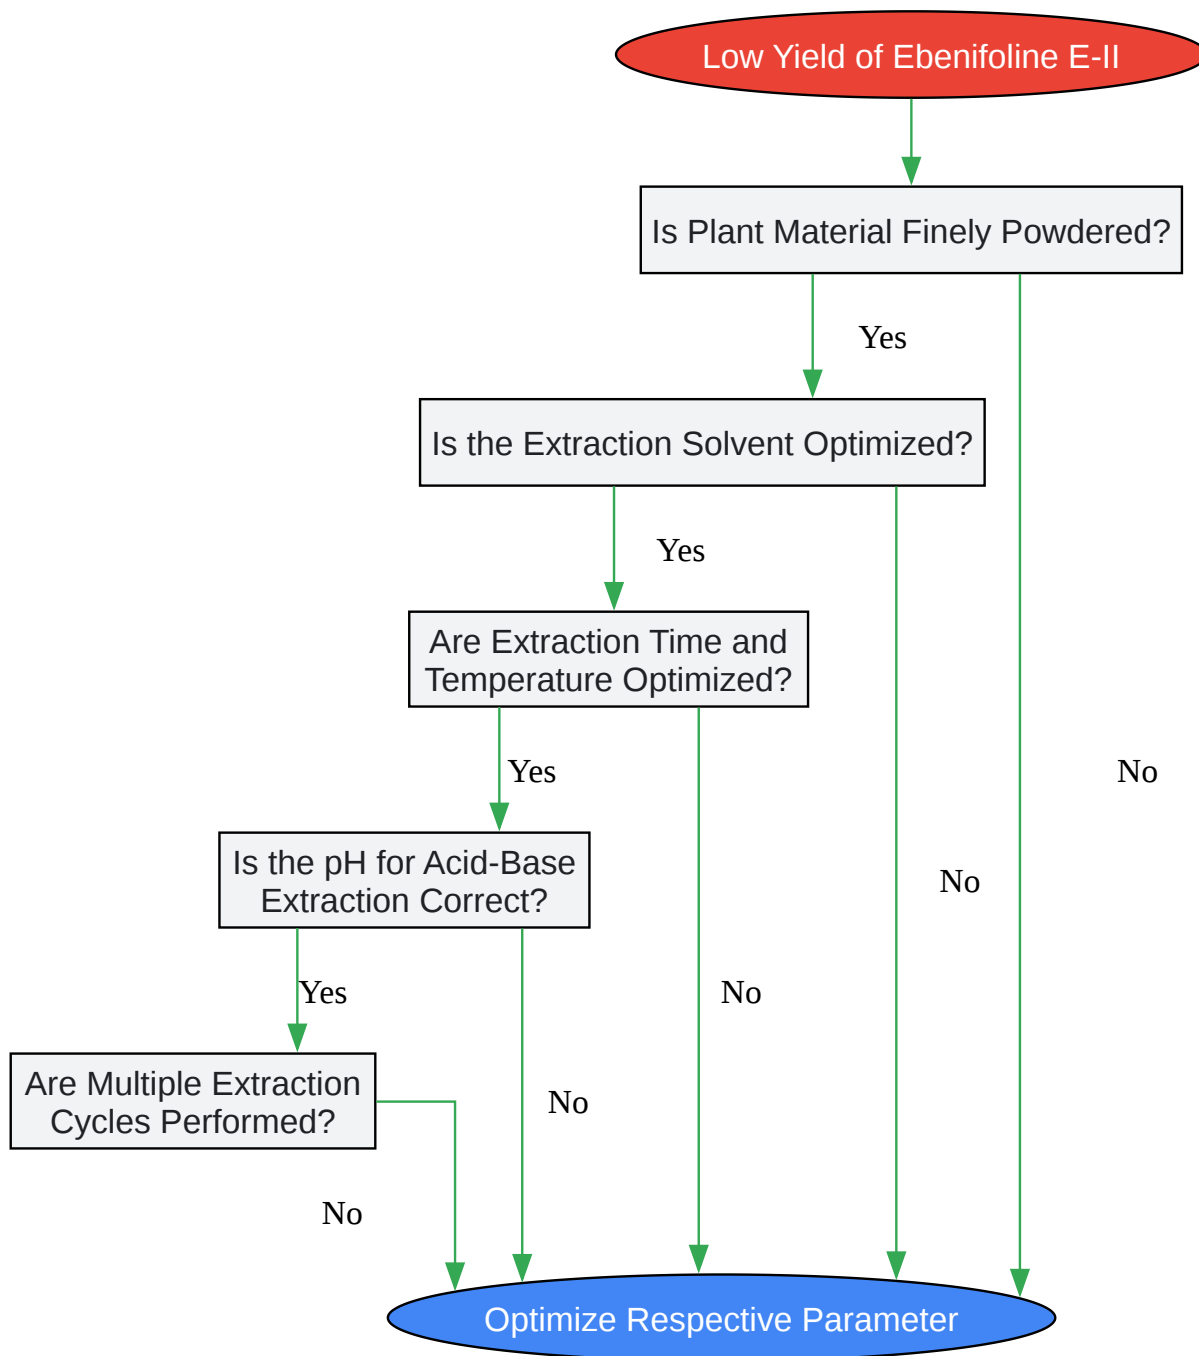 Low Yield of Ebenifoline E-II
Is Plant Material Finely Powdered?
Yes
Is the Extraction Solvent Optimized?
Yes
Are Extraction Time and
Temperature Optimized?
Yes
No
Is the pH for Acid-Base
Extraction Correct?
No
Yes
No
Are Multiple Extraction
Cycles Performed?
No
No
Optimize Respective Parameter